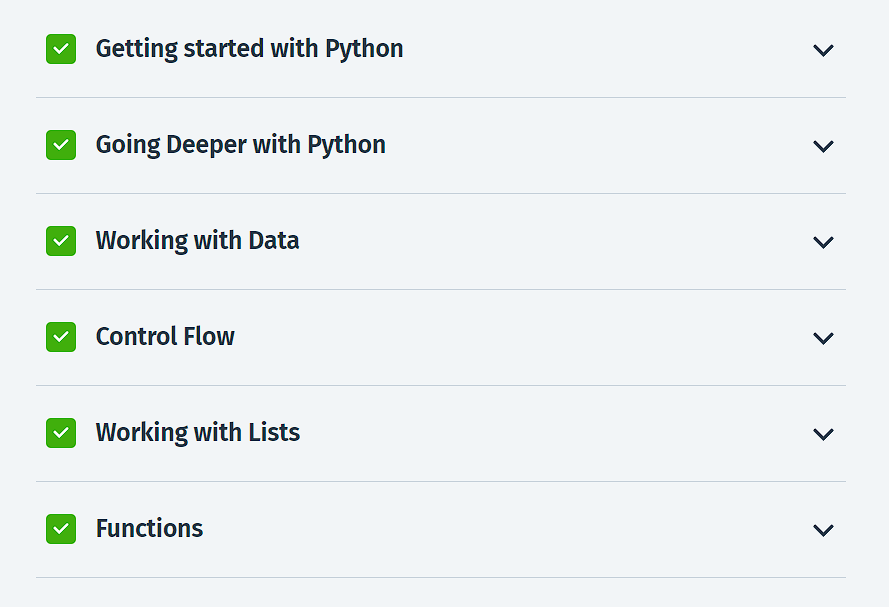 Getting started with Python
Going Deeper with Python
Working with Data
Control Flow
Working with Lists
Functions